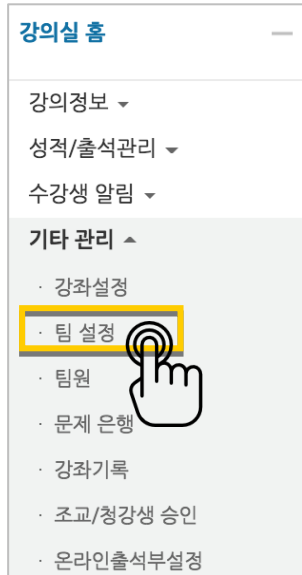 강의실 홈
강의정보
성적/출석관리
수강생 알림
기타 관리
· 강좌설정
· 팀 설정
· 팀원
· 문제 은행
· 강좌기록
· 조교/청강생 승인
· 온라인출석부설정